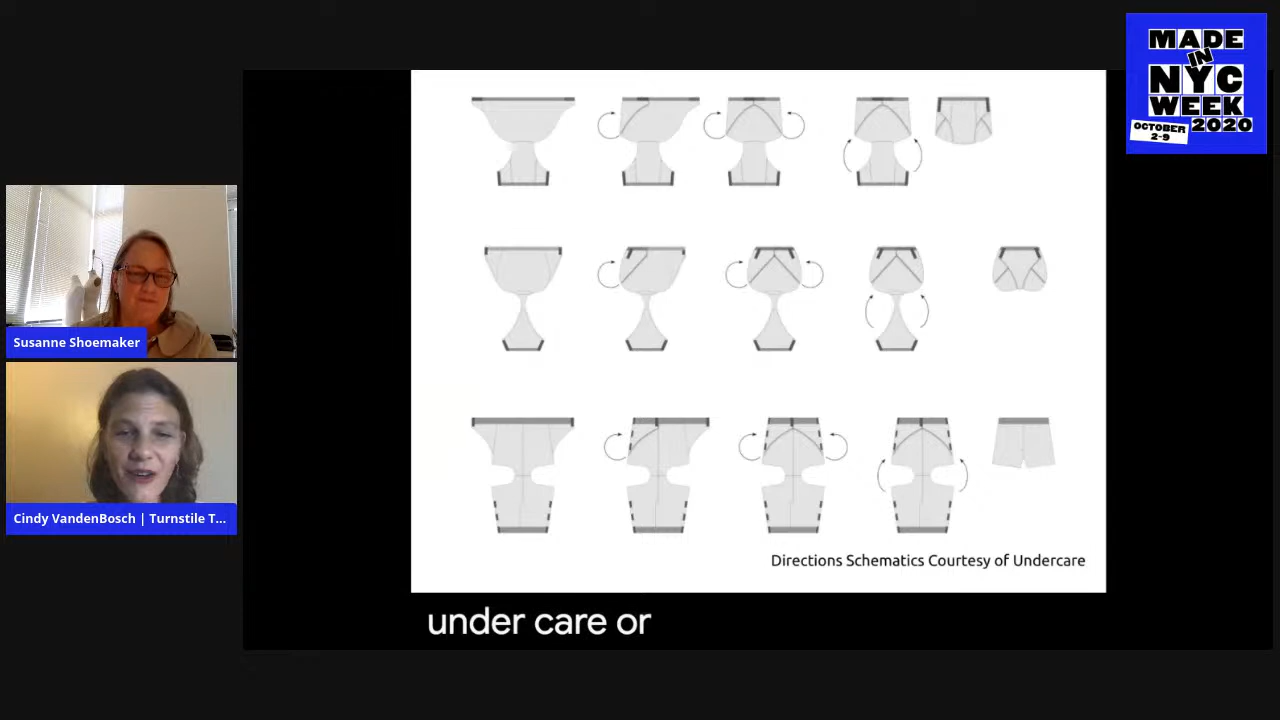 MADE
IN
NYC
WEEK
2020
OCTOBER
2-9
Susanne Shoemaker
Cindy VandenBosch | Turnstile T...
Directions Schematics Courtesy of Undercare
under care or